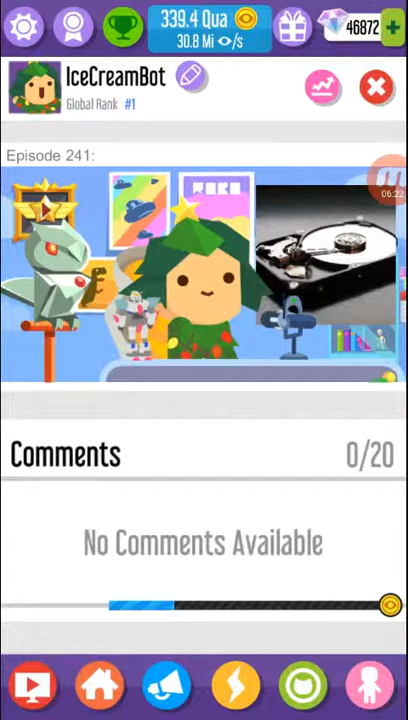 339.4 Qua
30.8 Mi /s
46872
IceCreamBot
Global Rank #1
Episode 241:
06:22
Comments 0/20
No Comments Available